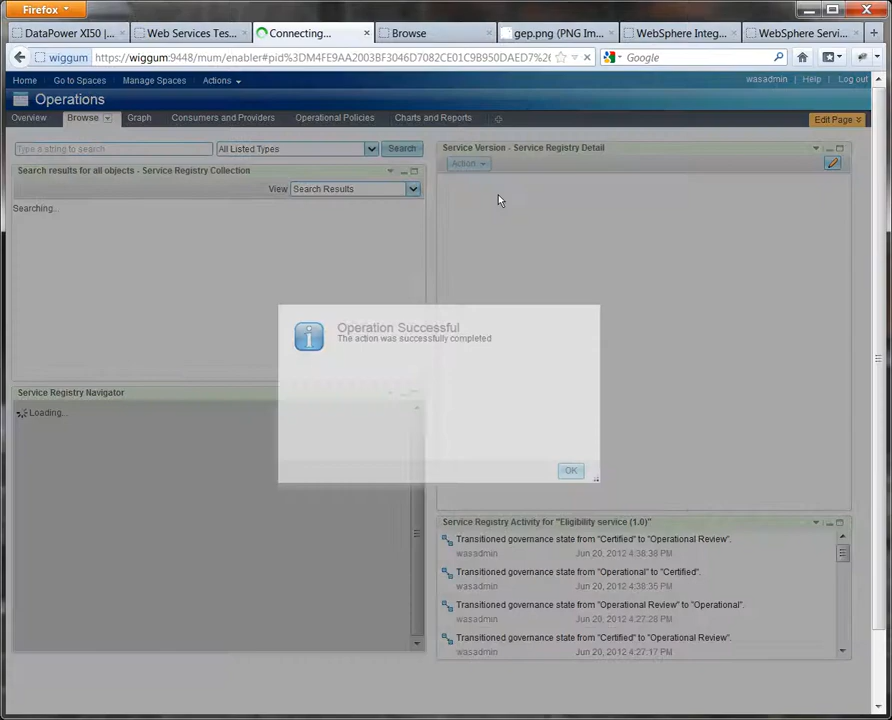 Firefox
DataPower XI50 |...
Web Services Tes...
Connecting...
Browse
gep.png (PNG Im...
WebSphere Integ...
WebSphere Servi...
wiggum
https://wiggum:9448/mum/enabler#pid%3DM4FE9AA2003BF3046D7082CE01C9B950DAED7%26
Google
Home
Go to Spaces
Manage Spaces
Actions
wasadmin
Help
Log out
Operations
Overview
Browse
Graph
Consumers and Providers
Operational Policies
Charts and Reports
Edit Page
Type a string to search
All Listed Types
Search
Search results for all objects - Service Registry Collection
View
Search Results
Searching...
Service Version - Service Registry Detail
Action
Operation Successful
The action was successfully completed
OK
Service Registry Navigator
Loading...
Service Registry Activity for "Eligibility service (1.0)"
Transitioned governance state from "Certified" to "Operational Review".
wasadmin Jun 20, 2012 4:38:38 PM
Transitioned governance state from "Operational" to "Certified".
wasadmin Jun 20, 2012 4:38:35 PM
Transitioned governance state from "Operational Review" to "Operational".
wasadmin Jun 20, 2012 4:27:28 PM
Transitioned governance state from "Certified" to "Operational Review".
wasadmin Jun 20, 2012 4:27:17 PM